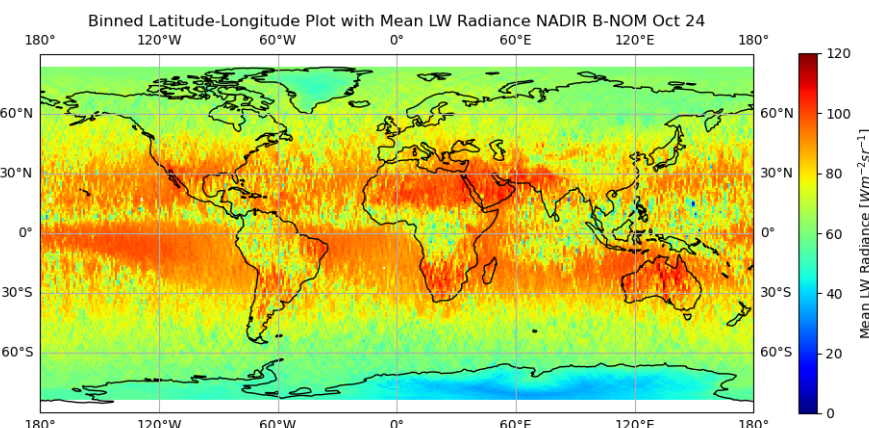 Binned Latitude-Longitude Plot with Mean LW Radiance NADIR B-NOM Oct 24
180° 120°W 60°W 0° 60°E 120°E 180°
60°N 60°N
30°N 30°N
0° 0°
30°S 30°S
60°S 60°S
180° 120°W 60°W 0° 60°E 120°E 180°
120
100
80
60
40
20
0
Mean LW Radiance [Wm⁻²sr⁻¹]